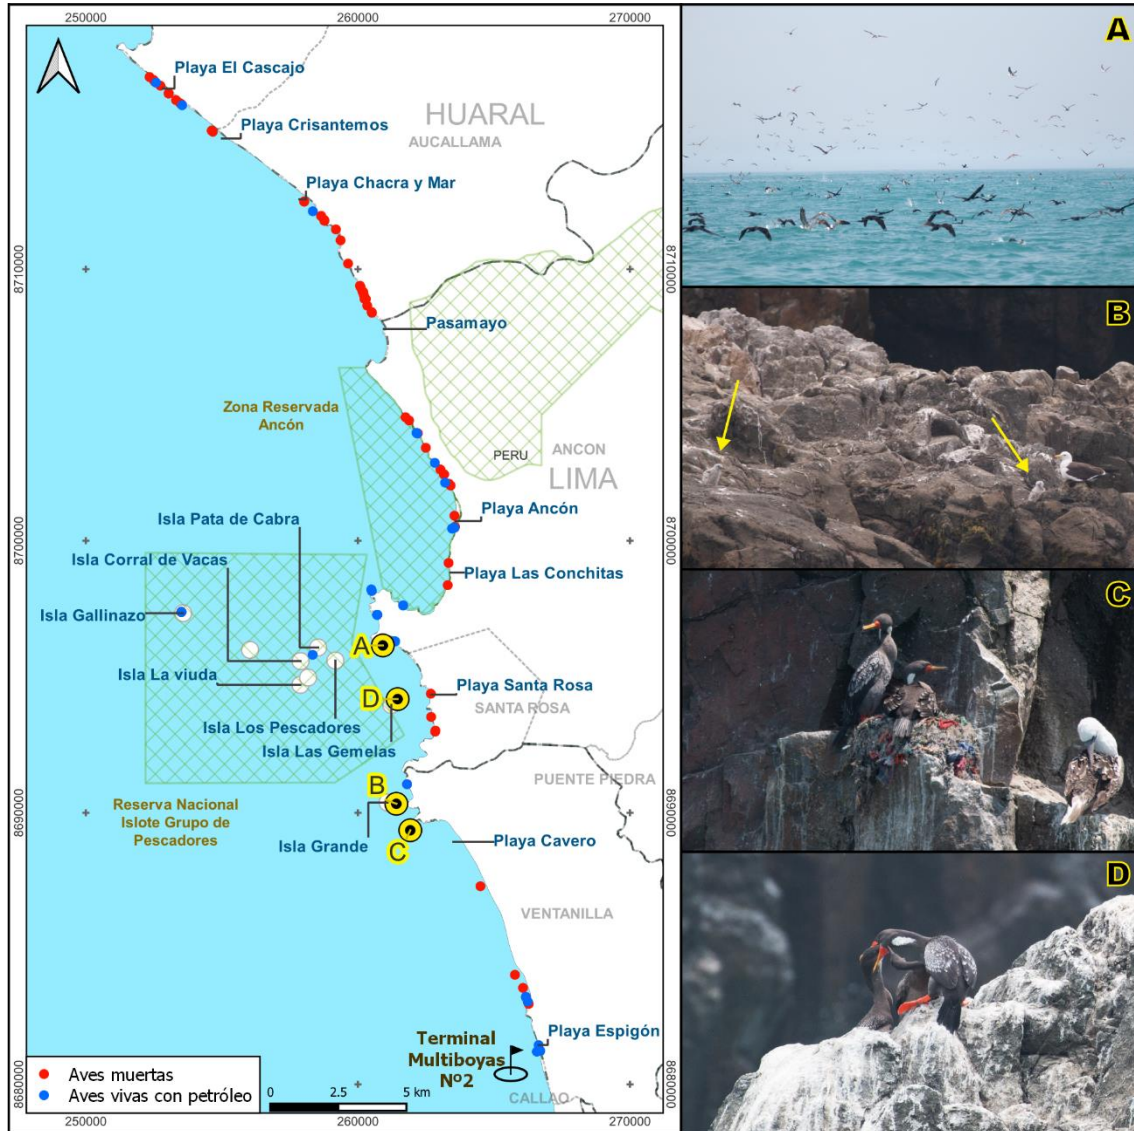 250000
260000
270000
Playa El Cascajo
HUARAL
Playa Crisantemos
AUCALLAMA
Playa Chacra y Mar
8710000
8710000
Pasamayo
Zona Reservada
Ancón
PERU
ANCON
LIMA
Isla Pata de Cabra
Playa Ancón
8700000
8700000
Isla Corral de Vacas
Playa Las Conchitas
Isla Gallinazo
A
Isla La viuda
Playa Santa Rosa
D
SANTA ROSA
Isla Los Pescadores
Isla Las Gemelas
PUENTE PIEDRA
B
Reserva Nacional
Islote Grupo de
Pescadores
8690000
8690000
Isla Grande
Playa Cavero
C
VENTANILLA
Playa Espigón
Terminal
Multiboyas
Nº2
Aves muertas
Aves vivas con petróleo
0
2.5
5 km
CALLAO
8680000
8680000
250000
260000
270000
A
B
C
D